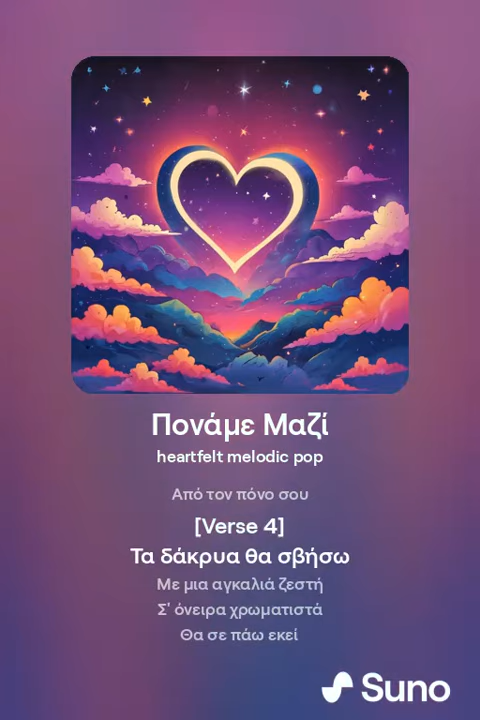 Πονάμε Μαζί
heartfelt melodic pop
Από τον πόνο σου
[Verse 4]
Τα δάκρυα θα σβήσω
Με μια αγκαλιά ζεστή
Σ' όνειρα χρωματιστά
Θα σε πάω εκεί
Suno